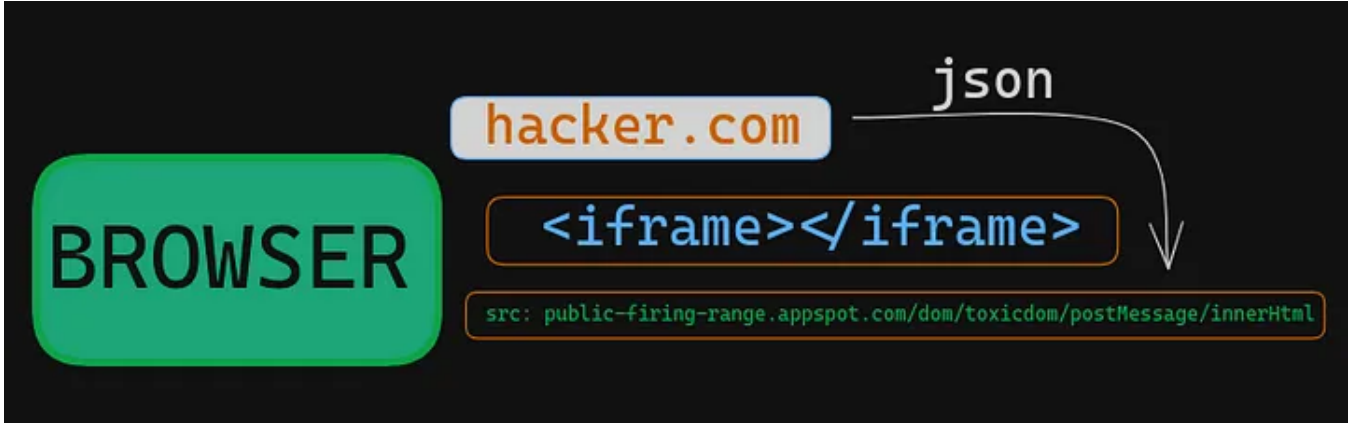 json
hacker.com
<iframe></iframe>
BROWSER
src: public-firing-range.appspot.com/dom/toxicdom/postMessage/innerHtml